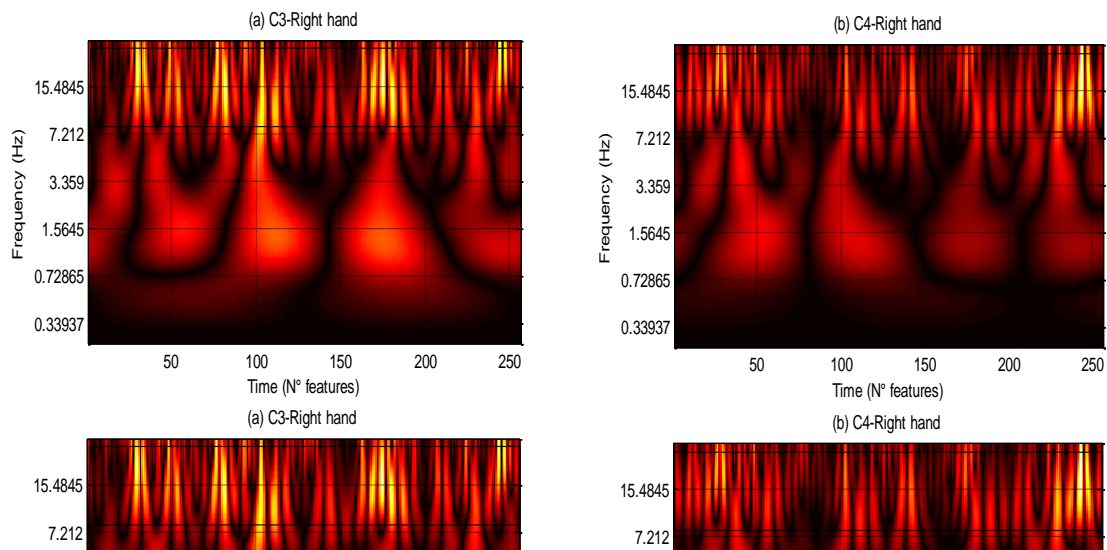 (a) C3-Right hand
15.4845
7.212
3.359
1.5645
0.72865
0.33937
Frequency (Hz)
50 100 150 200 250
Time (N° features)
(b) C4-Right hand
15.4845
7.212
3.359
1.5645
0.72865
0.33937
Frequency (Hz)
50 100 150 200 250
Time (N° features)
(a) C3-Right hand
15.4845
7.212
(b) C4-Right hand
15.4845
7.212